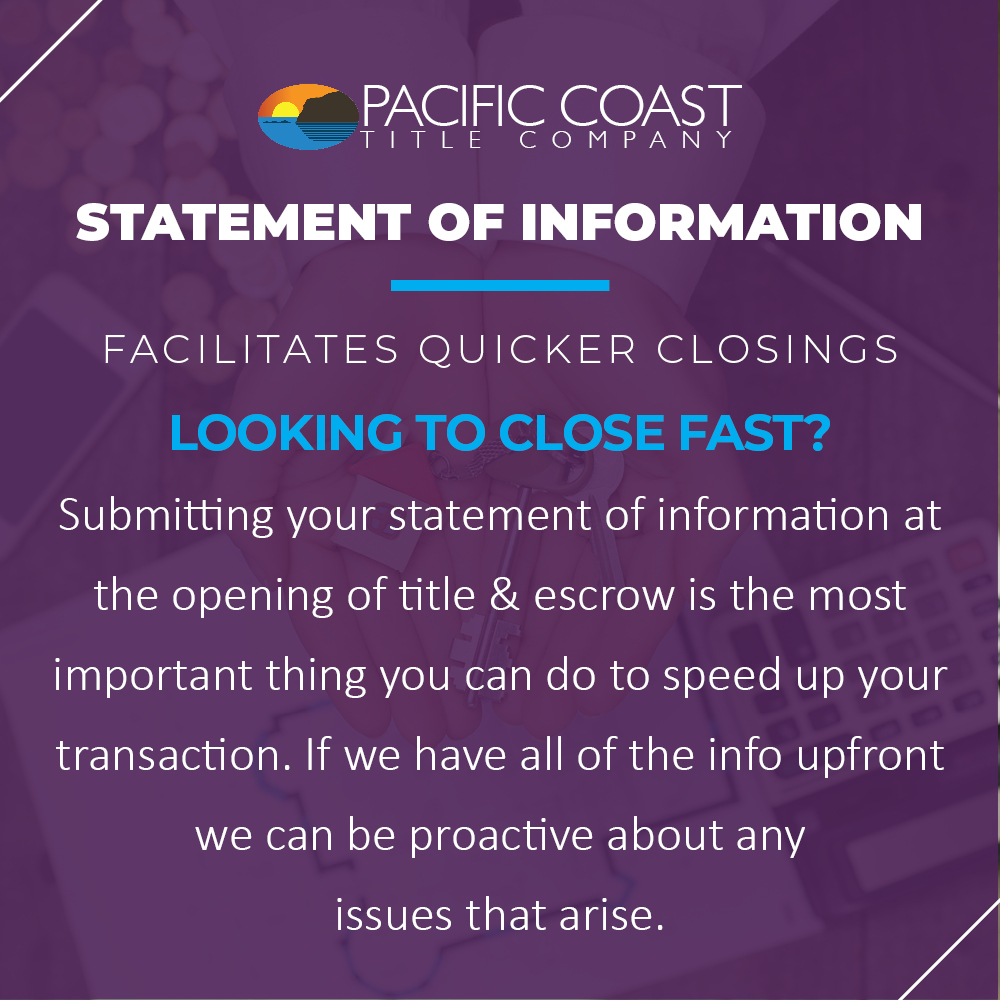 PACIFIC COAST
TITLE COMPANY
STATEMENT OF INFORMATION
FACILITATES QUICKER CLOSINGS
LOOKING TO CLOSE FAST?
Submitting your statement of information at
the opening of title & escrow is the most
important thing you can do to speed up your
transaction. If we have all of the info upfront
we can be proactive about any
issues that arise.